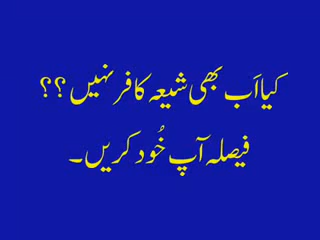 کیا اَب بھی شیعہ کافر نہیں ؟؟
فیصلہ آپ خُود کریں۔